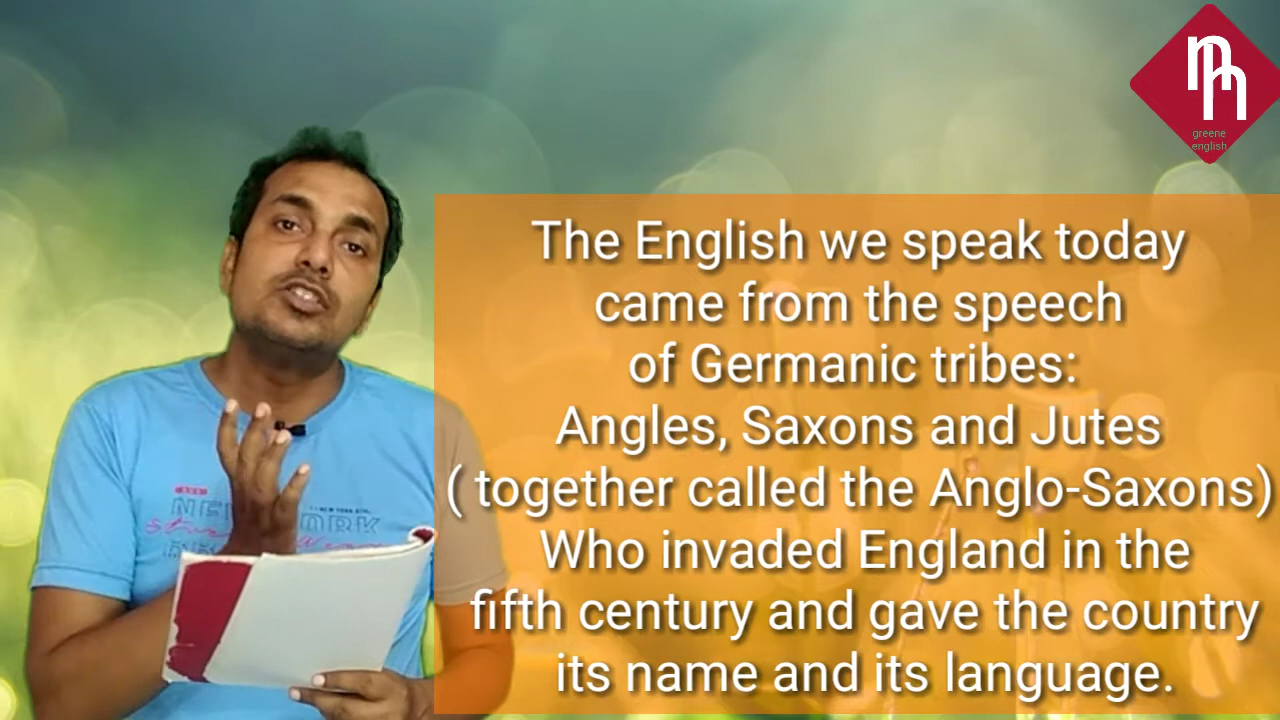 greene
english
The English we speak today
came from the speech
of Germanic tribes:
Angles, Saxons and Jutes
( together called the Anglo-Saxons)
Who invaded England in the
fifth century and gave the country
its name and its language.